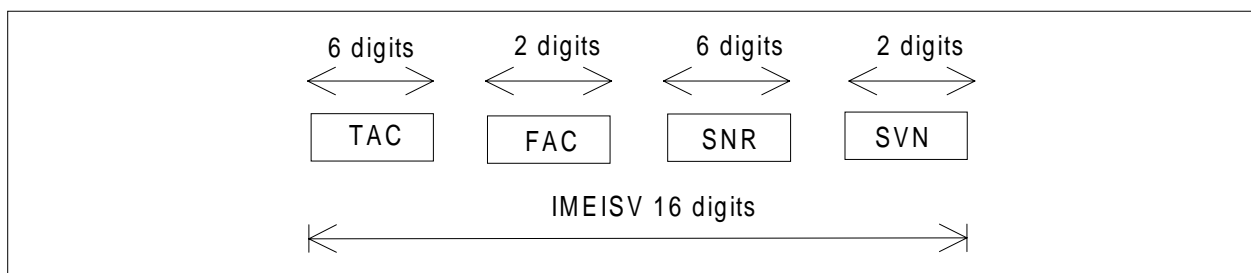 6 digits 2 digits 6 digits 2 digits
TAC FAC SNR SVN
IMEISV 16 digits